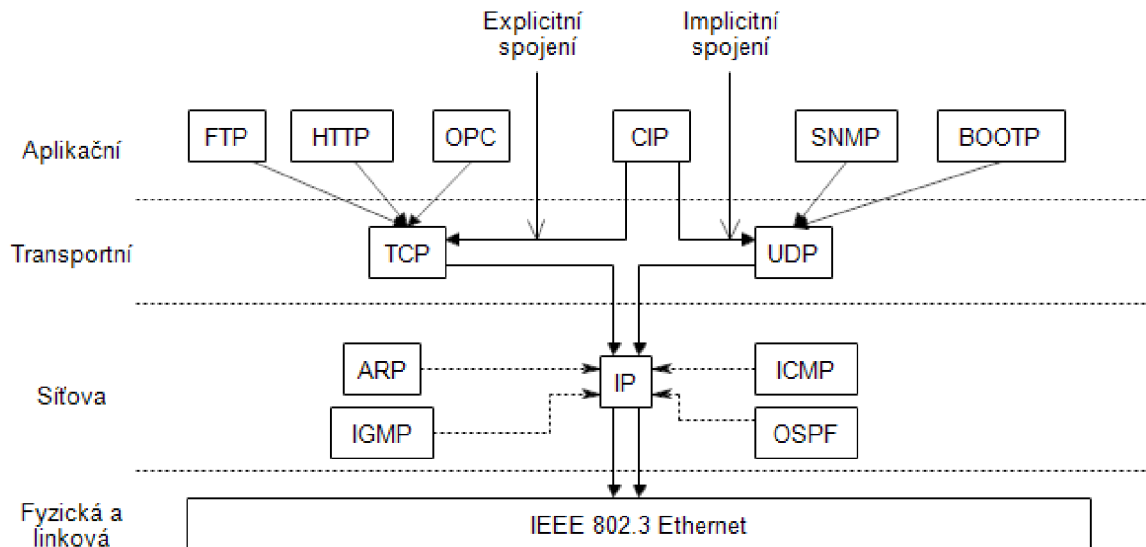 Explicitní
spojení
Implicitní
spojení
Aplikační
FTP
HTTP
OPC
CIP
SNMP
BOOTP
Transportní
TCP
UDP
Síťova
ARP
IP
ICMP
IGMP
OSPF
Fyzická a
linková
IEEE 802.3 Ethernet